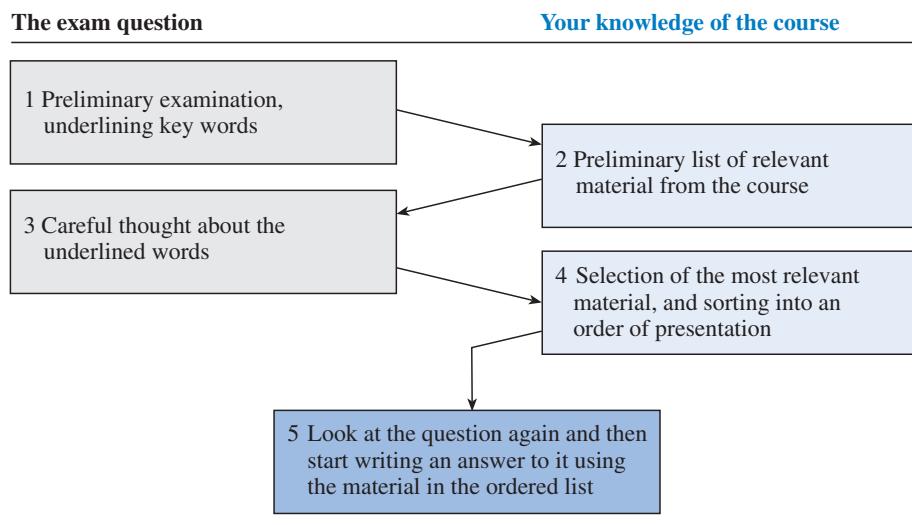 The exam question
Your knowledge of the course
1 Preliminary examination,
underlining key words
2 Preliminary list of relevant
material from the course
3 Careful thought about the
underlined words
4 Selection of the most relevant
material, and sorting into an
order of presentation
5 Look at the question again and then
start writing an answer to it using
the material in the ordered list